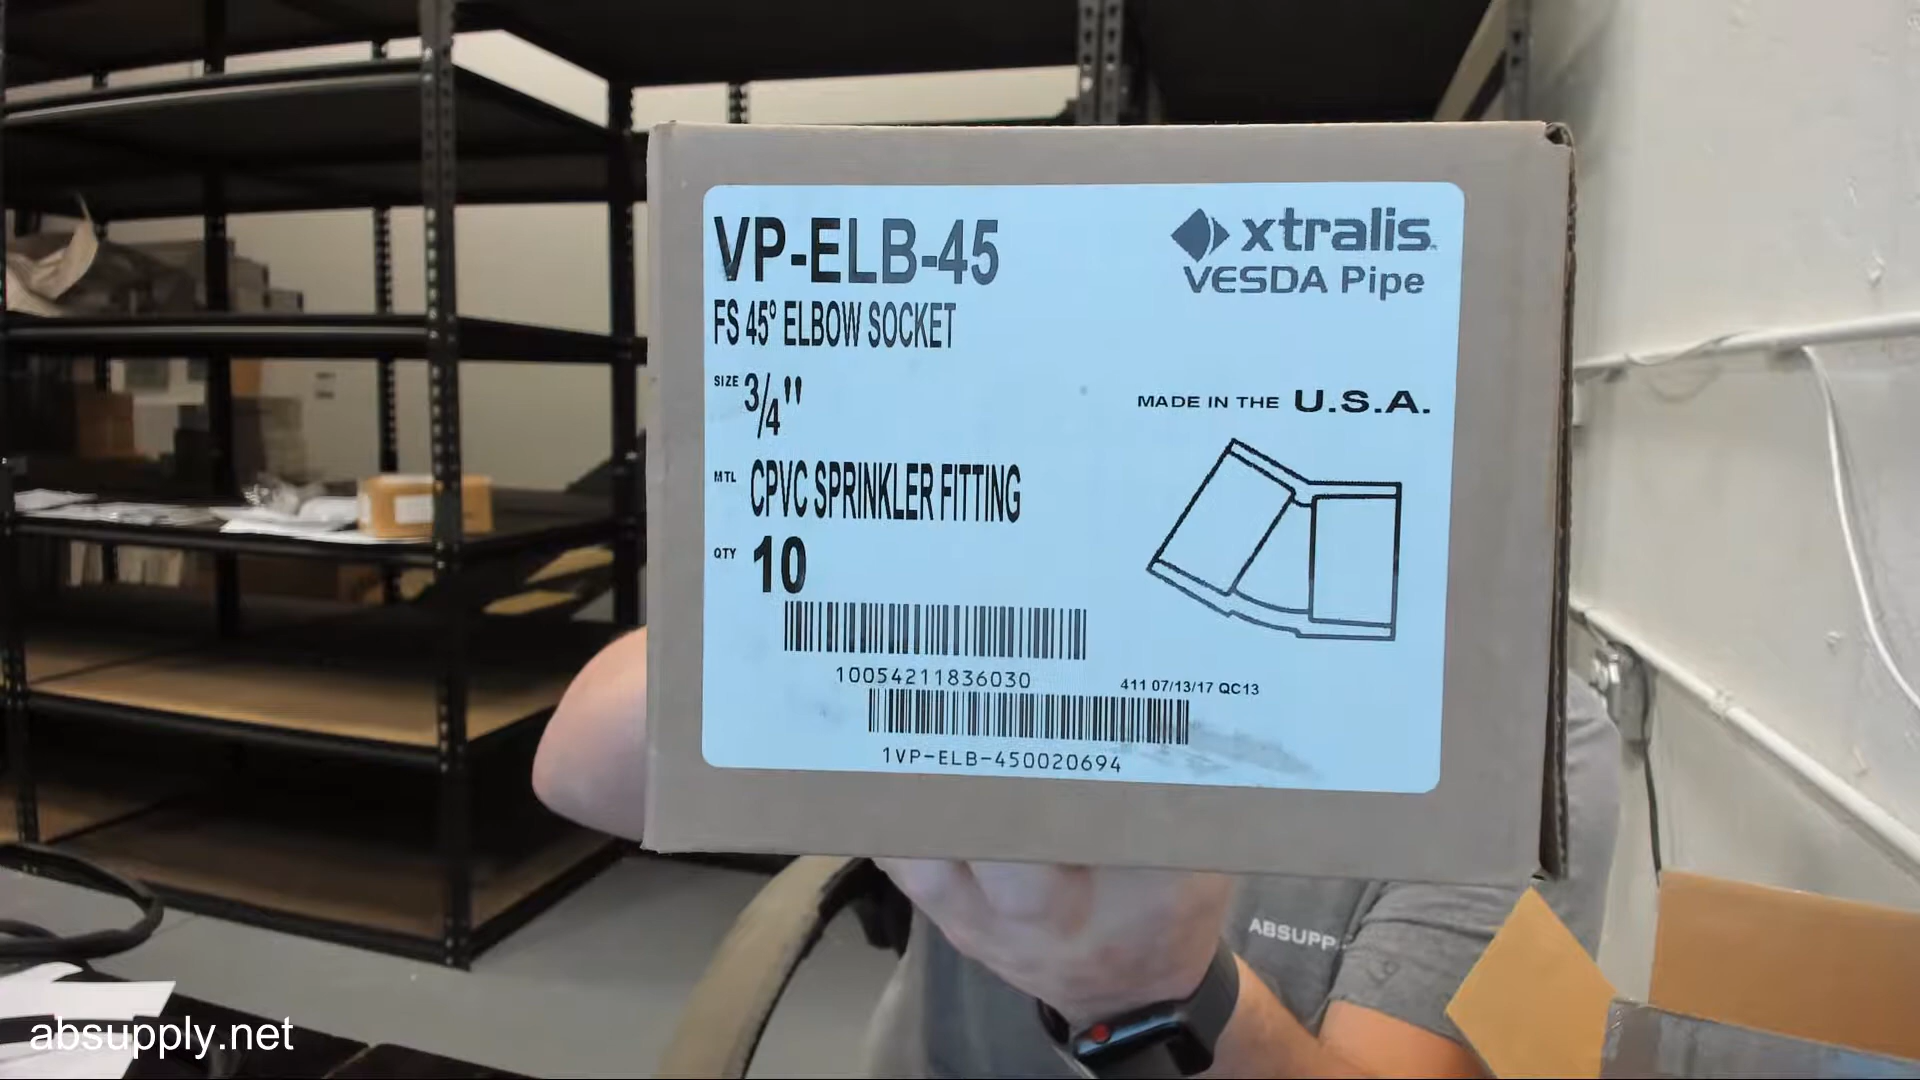 VP-ELB-45
FS 45° ELBOW SOCKET
SIZE 3/4"
MTL CPVC SPRINKLER FITTING
QTY 10
10054211836030
1VP-ELB-450020694
xtralis
VESDA Pipe
MADE IN THE U.S.A.
411 07/13/17 QC13
ABSUPP
absupply.net